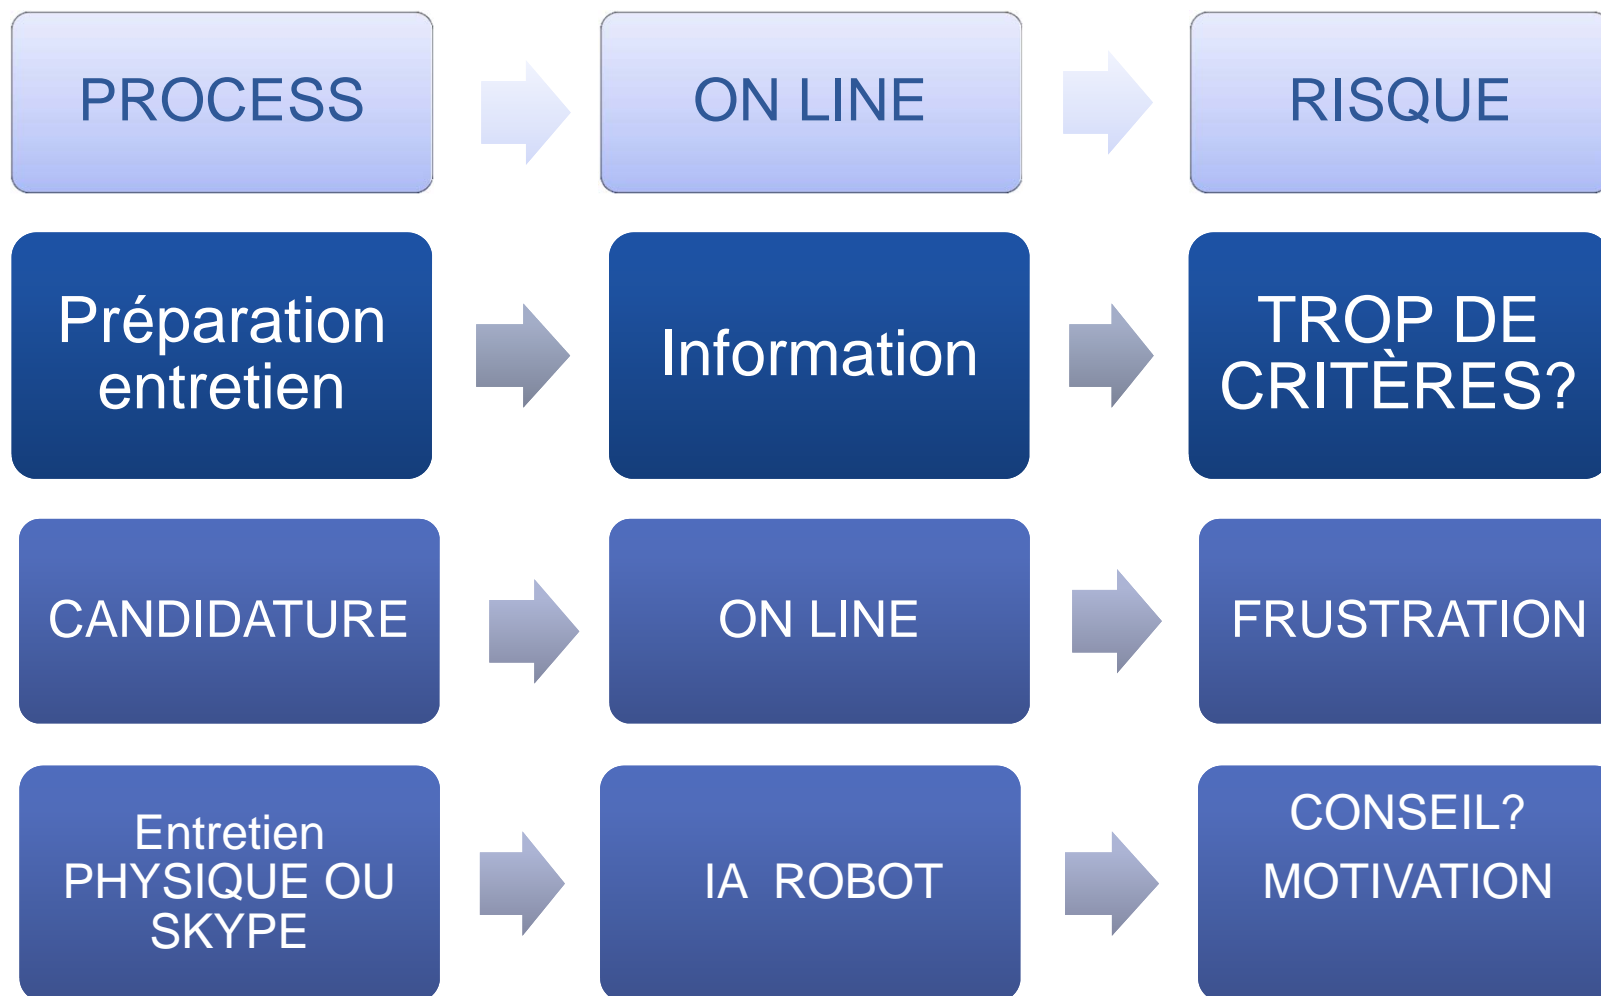 PROCESS
ON LINE
RISQUE
Préparation
entretien
Information
TROP DE
CRITÈRES?
CANDIDATURE
ON LINE
FRUSTRATION
Entretien
PHYSIQUE OU
SKYPE
IA ROBOT
CONSEIL?
MOTIVATION